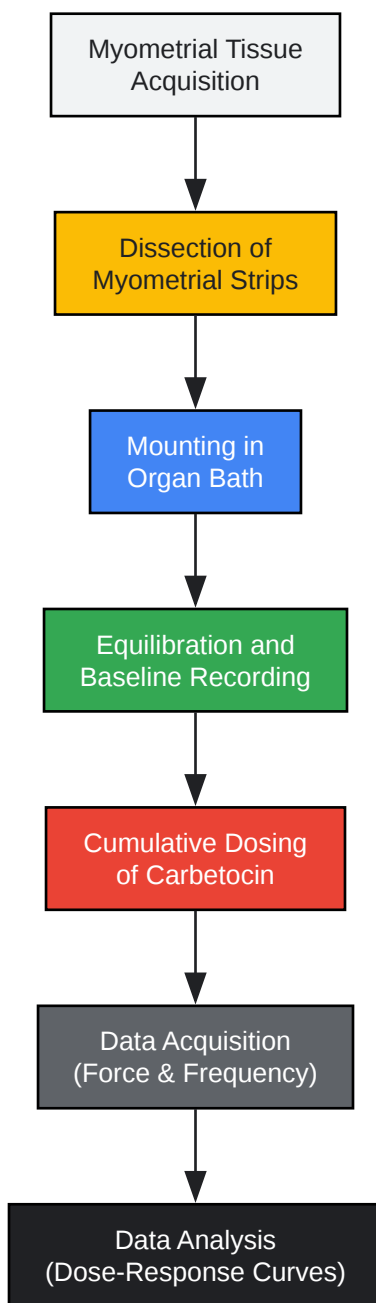 Myometrial Tissue
Acquisition
Dissection of
Myometrial Strips
Mounting in
Organ Bath
Equilibration and
Baseline Recording
Cumulative Dosing
of Carbetocin
Data Acquisition
(Force & Frequency)
Data Analysis
(Dose-Response Curves)